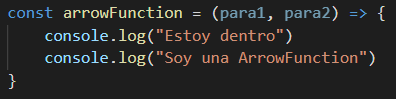 const arrowFunction = (para1, para2) => {
    console.log("Estoy dentro")
    console.log("Soy una ArrowFunction")
}